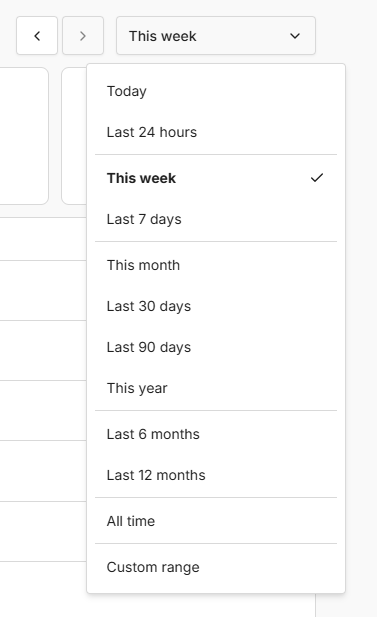 This week
Today
Last 24 hours
This week
Last 7 days
This month
Last 30 days
Last 90 days
This year
Last 6 months
Last 12 months
All time
Custom range